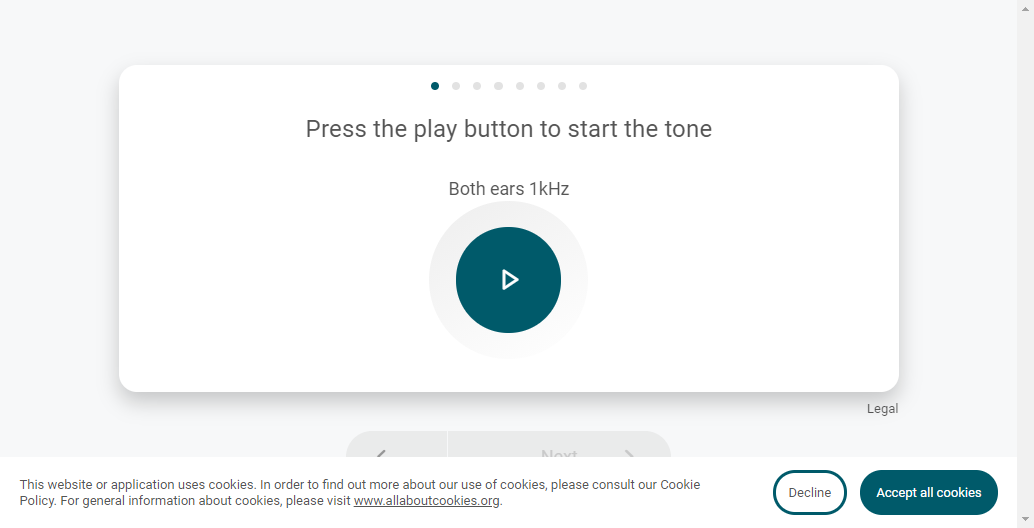 Press the play button to start the tone
Both ears 1kHz
Legal
Next
This website or application uses cookies. In order to find out more about our use of cookies, please consult our Cookie
Policy. For general information about cookies, please visit www.allaboutcookies.org.
Decline
Accept all cookies